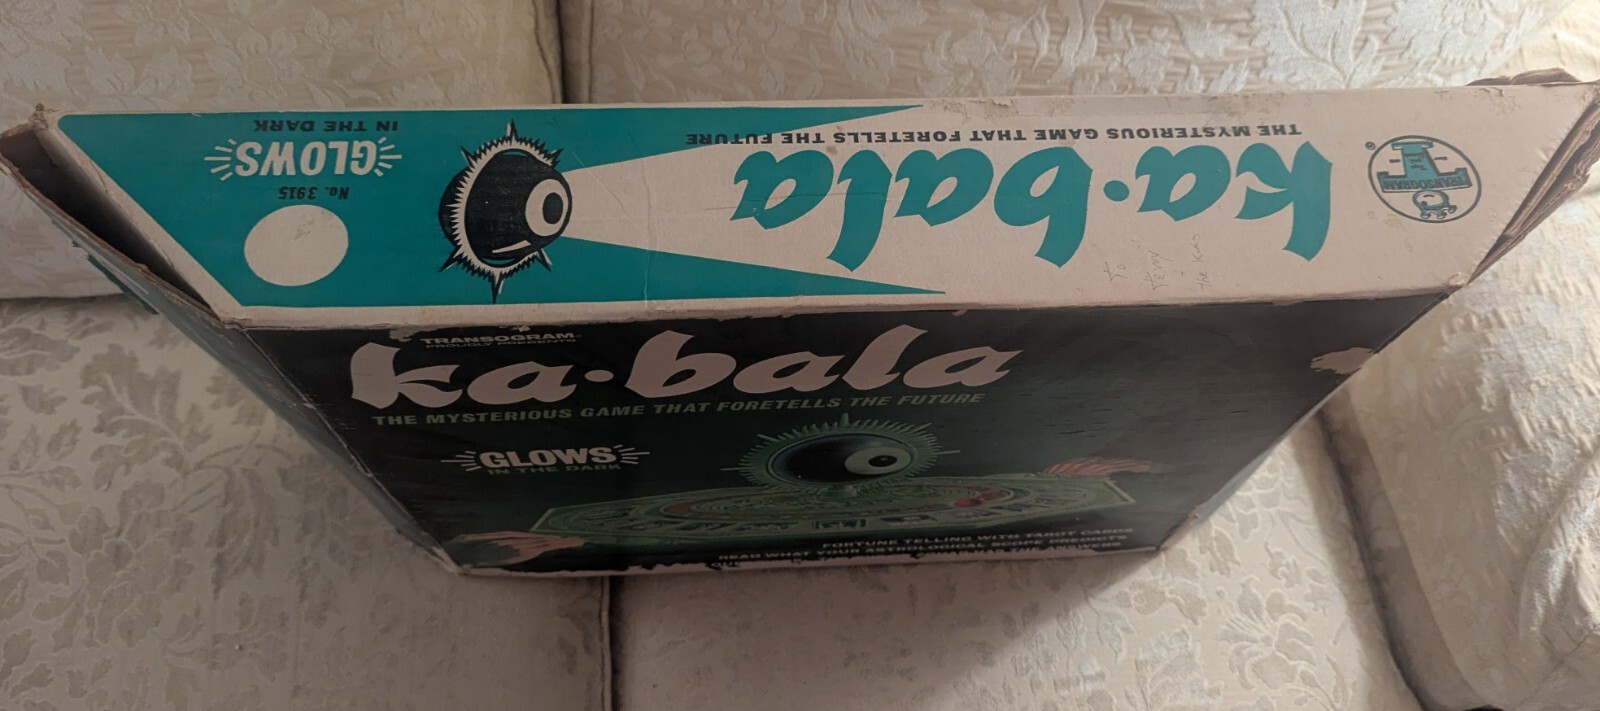 No. 3915
GLOWS
IN THE DARK
ka·bala
THE MYSTERIOUS GAME THAT FORETELLS THE FUTURE
TRANSOGRAM
®
To
Terry
+
the Kids
TRANSOGRAM®
PROUDLY PRESENTS
ka·bala
THE MYSTERIOUS GAME THAT FORETELLS THE FUTURE
GLOWS
IN THE DARK
FORTUNE TELLING WITH TAROT CARDS
READ WHAT YOUR ASTROLOGICAL SCOPE PREDICTS